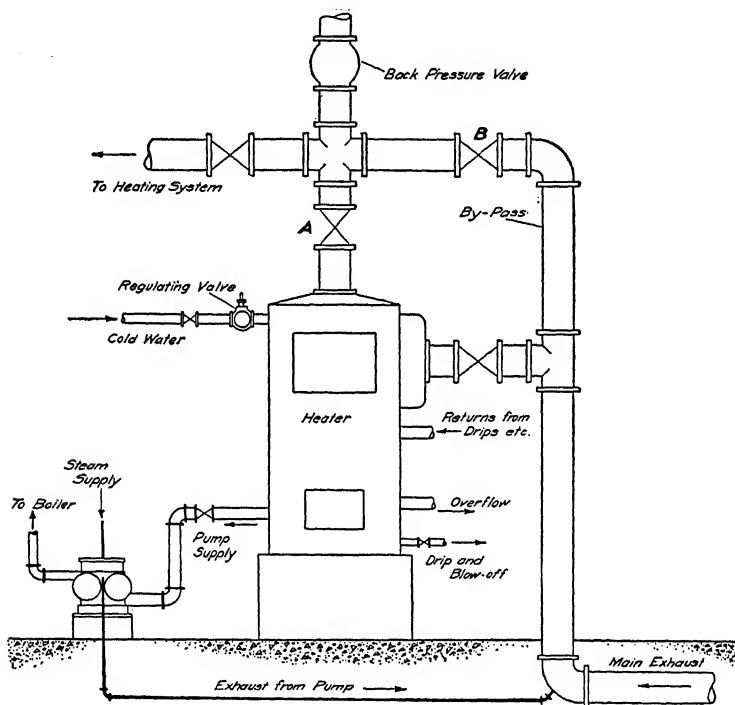 Back Pressure Valve
B
To Heating System
By-Pass
A
Regulating Valve
Cold Water
Heater
Returns from
Drips etc.
Steam
Supply
To Boiler
Overflow
Pump
Supply
Drip and
Blow-off
Main Exhaust
Exhaust from Pump